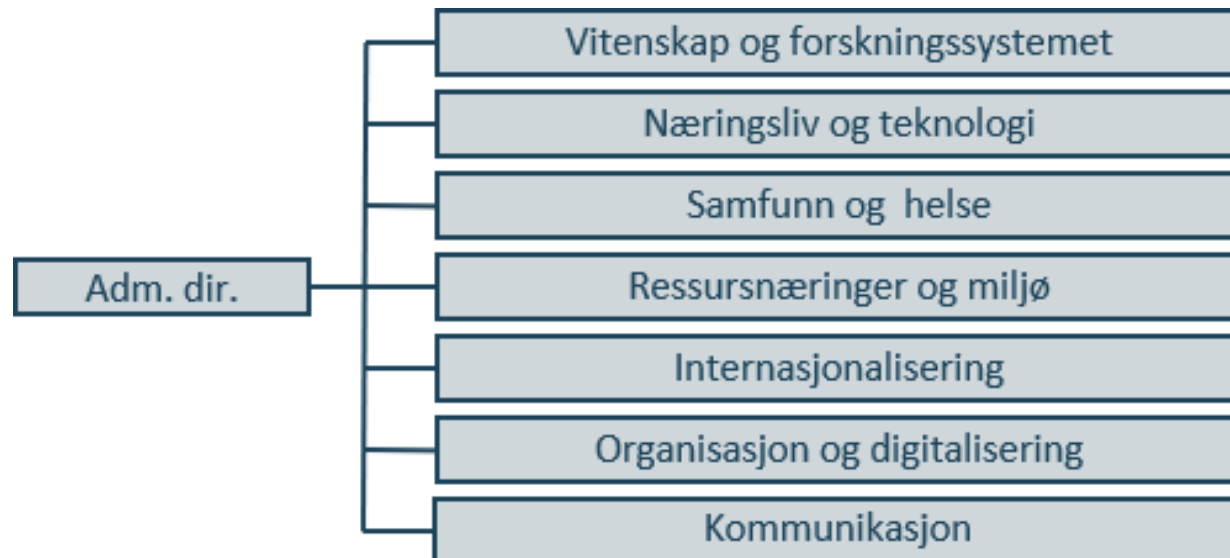 Vitenskap og forskningssystemet
Næringsliv og teknologi
Samfunn og  helse
Adm. dir.
Ressursnæringer og miljø
Internasjonalisering
Organisasjon og digitalisering
Kommunikasjon